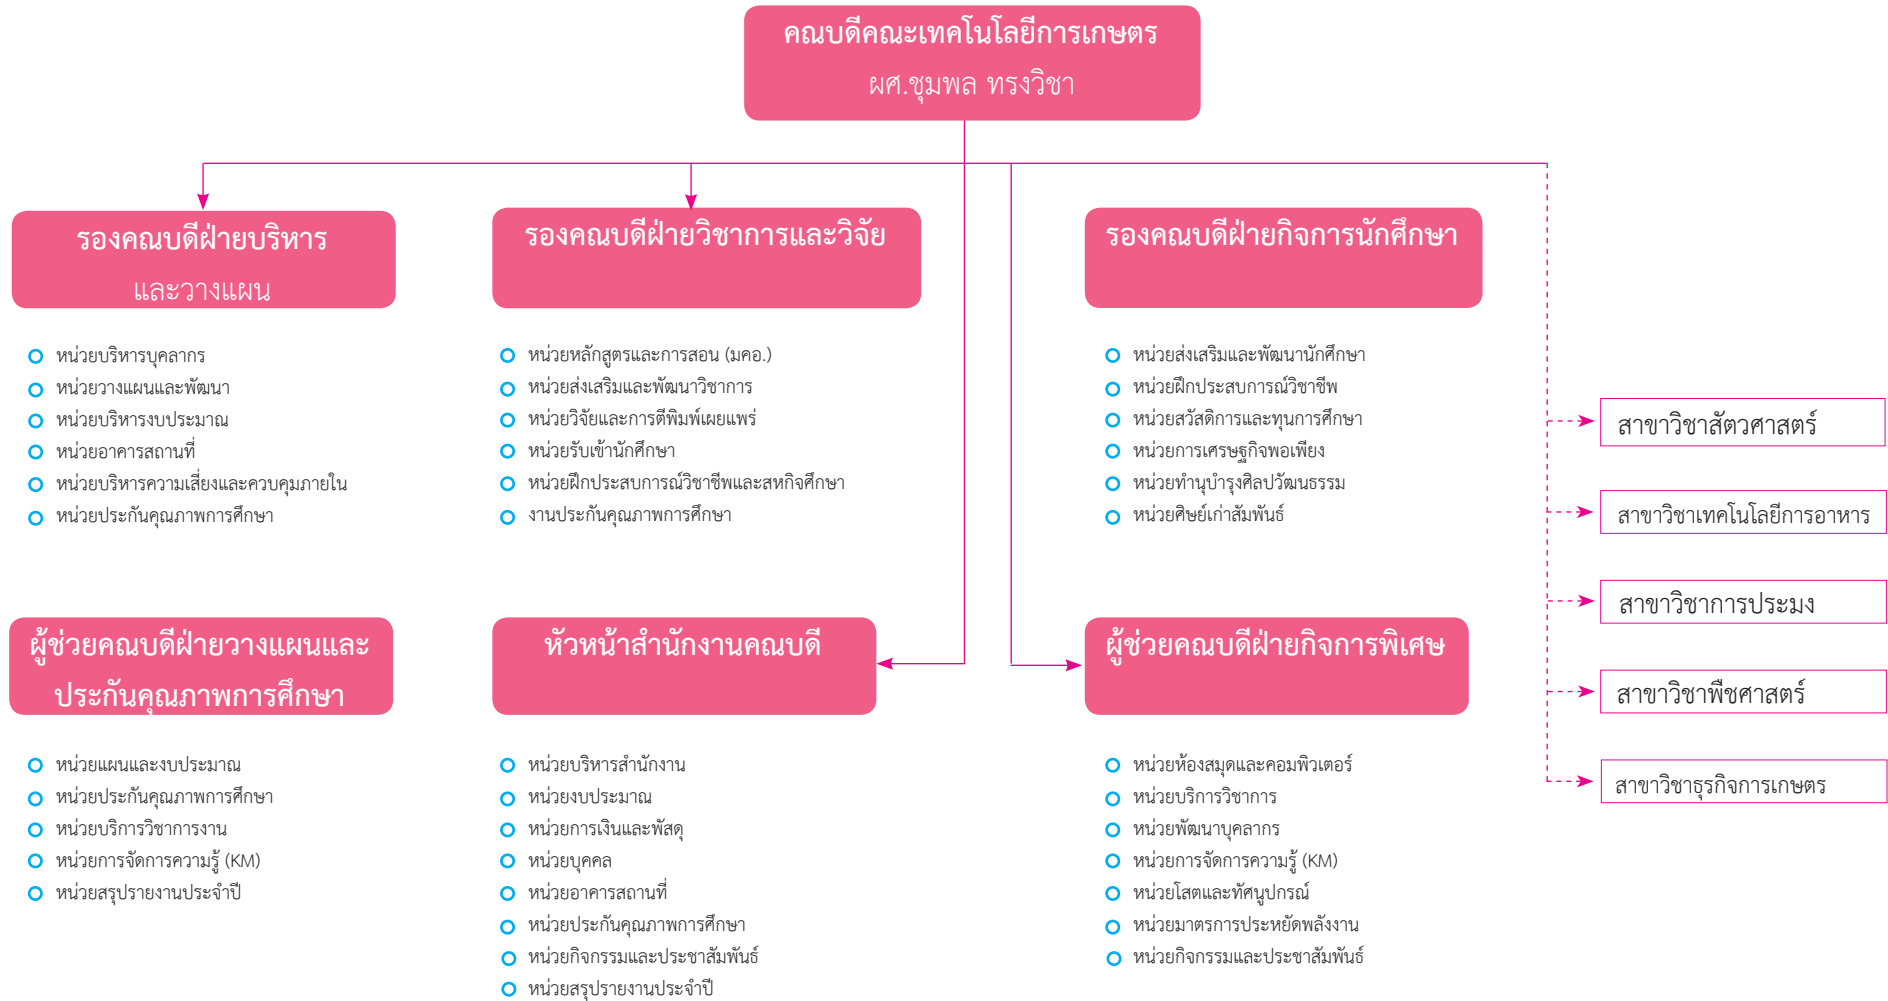 คณบดีคณะเทคโนโลยีการเกษตร
ผศ.ชุมพล ทรงวิชา
รองคณบดีฝ่ายบริหาร
และวางแผน
หน่วยบริหารบุคลากร
หน่วยวางแผนและพัฒนา
หน่วยบริหารงบประมาณ
หน่วยอาคารสถานที่
หน่วยบริหารความเสี่ยงและควบคุมภายใน
หน่วยประกันคุณภาพการศึกษา
รองคณบดีฝ่ายวิชาการและวิจัย
หน่วยหลักสูตรและการสอน (มคอ.)
หน่วยส่งเสริมและพัฒนาวิชาการ
หน่วยวิจัยและการตีพิมพ์เผยแพร่
หน่วยรับเข้านักศึกษา
หน่วยฝึกประสบการณ์วิชาชีพและสหกิจศึกษา
งานประกันคุณภาพการศึกษา
รองคณบดีฝ่ายกิจการนักศึกษา
หน่วยส่งเสริมและพัฒนานักศึกษา
หน่วยฝึกประสบการณ์วิชาชีพ
หน่วยสวัสดิการและทุนการศึกษา
หน่วยการเศรษฐกิจพอเพียง
หน่วยทำนุบำรุงศิลปวัฒนธรรม
หน่วยศิษย์เก่าสัมพันธ์
ผู้ช่วยคณบดีฝ่ายวางแผนและ
ประกันคุณภาพการศึกษา
หน่วยแผนและงบประมาณ
หน่วยประกันคุณภาพการศึกษา
หน่วยบริการวิชาการงาน
หน่วยการจัดการความรู้ (KM)
หน่วยสรุปรายงานประจำปี
หัวหน้าสำนักงานคณบดี
หน่วยบริหารสำนักงาน
หน่วยงบประมาณ
หน่วยการเงินและพัสดุ
หน่วยบุคคล
หน่วยอาคารสถานที่
หน่วยประกันคุณภาพการศึกษา
หน่วยกิจกรรมและประชาสัมพันธ์
หน่วยสรุปรายงานประจำปี
ผู้ช่วยคณบดีฝ่ายกิจการพิเศษ
หน่วยห้องสมุดและคอมพิวเตอร์
หน่วยบริการวิชาการ
หน่วยพัฒนาบุคลากร
หน่วยการจัดการความรู้ (KM)
หน่วยโสตและทัศนูปกรณ์
หน่วยมาตรการประหยัดพลังงาน
หน่วยกิจกรรมและประชาสัมพันธ์
สาขาวิชาสัตวศาสตร์
สาขาวิชาเทคโนโลยีการอาหาร
สาขาวิชาการประมง
สาขาวิชาพืชศาสตร์
สาขาวิชาธุรกิจการเกษตร